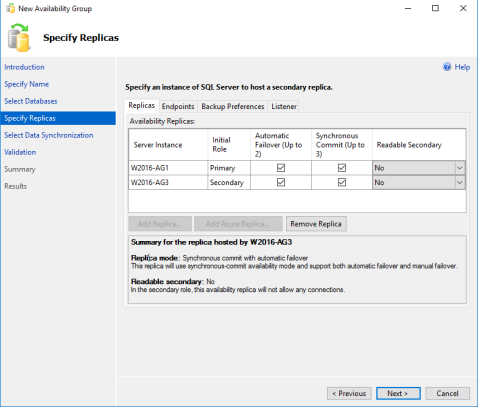 New Availability Group
Specify Replicas
Introduction
Specify Name
Select Databases
Specify Replicas
Select Data Synchronization
Validation
Summary
Results
Help
Specify an instance of SQL Server to host a secondary replica.
Replicas Endpoints Backup Preferences Listener
Availability Replicas:
Server Instance Initial Role Automatic Failover (Up to 2) Synchronous Commit (Up to 3) Readable Secondary
W2016-AG1 Primary No
W2016-AG3 Secondary No
Add Replica... Add Azure Replica... Remove Replica
Summary for the replica hosted by W2016-AG3
Replica mode: Synchronous commit with automatic failover
This replica will use synchronous-commit availability mode and support both automatic failover and manual failover.
Readable secondary: No
In the secondary role, this availability replica will not allow any connections.
< Previous Next > Cancel